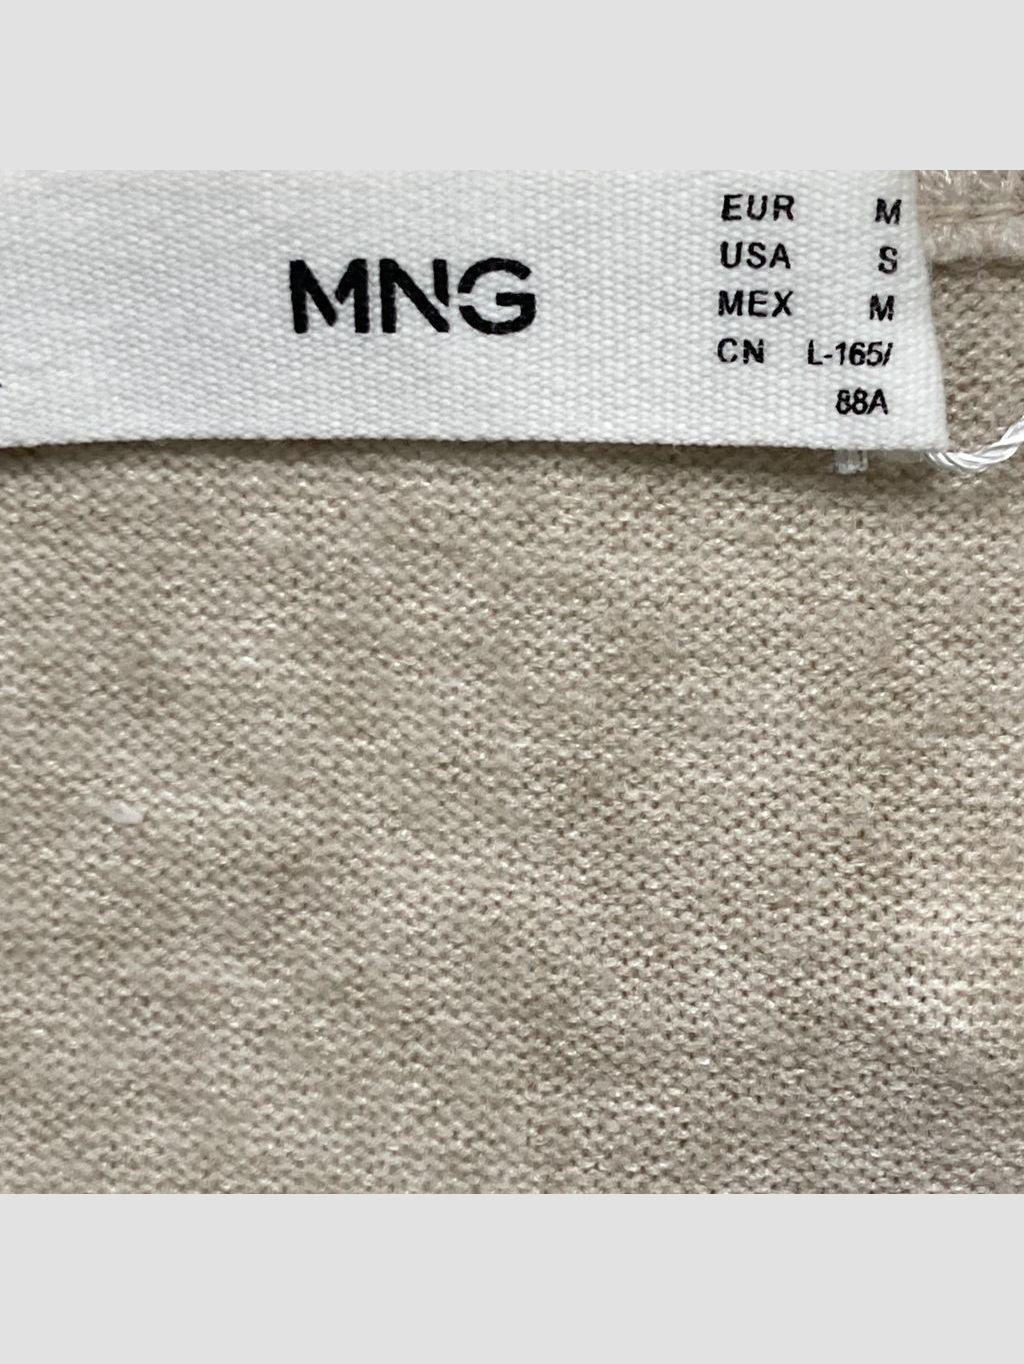 MNG
EUR M
USA S
MEX M
CN L-165/
88A